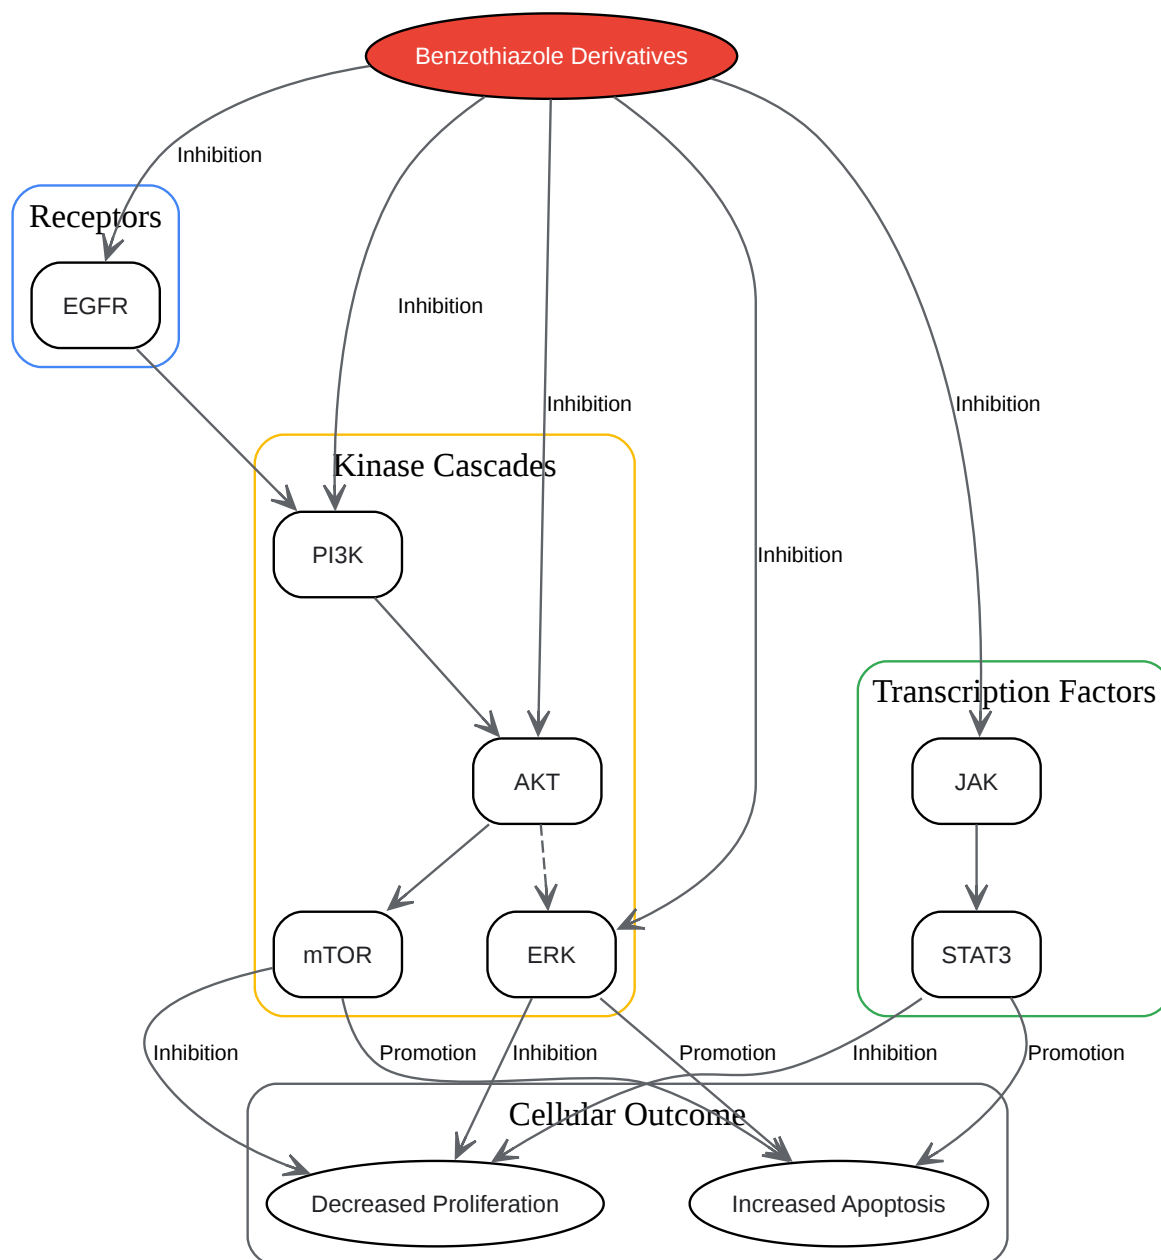 Benzothiazole Derivatives
Inhibition
Receptors
EGFR
Inhibition
Inhibition
Inhibition
Kinase Cascades
PI3K
Inhibition
Transcription Factors
AKT
JAK
mTOR
ERK
STAT3
Inhibition
Promotion
Inhibition
Promotion
Inhibition
Promotion
Cellular Outcome
Decreased Proliferation
Increased Apoptosis